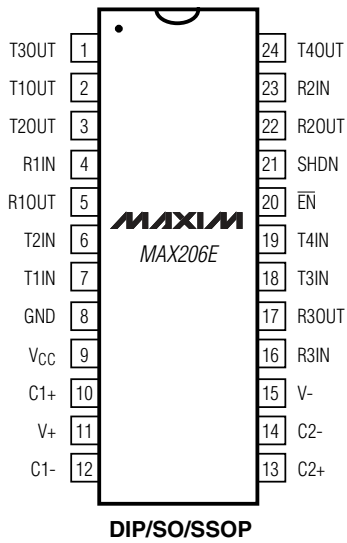 T3OUT 1 24 T4OUT
T1OUT 2 23 R2IN
T2OUT 3 22 R2OUT
R1IN 4 21 SHDN
R1OUT 5 20 E̅N̅
MAXIM
T2IN 6 19 T4IN
MAX206E
T1IN 7 18 T3IN
GND 8 17 R3OUT
VCC 9 16 R3IN
C1+ 10 15 V-
V+ 11 14 C2-
C1- 12 13 C2+
DIP/SO/SSOP